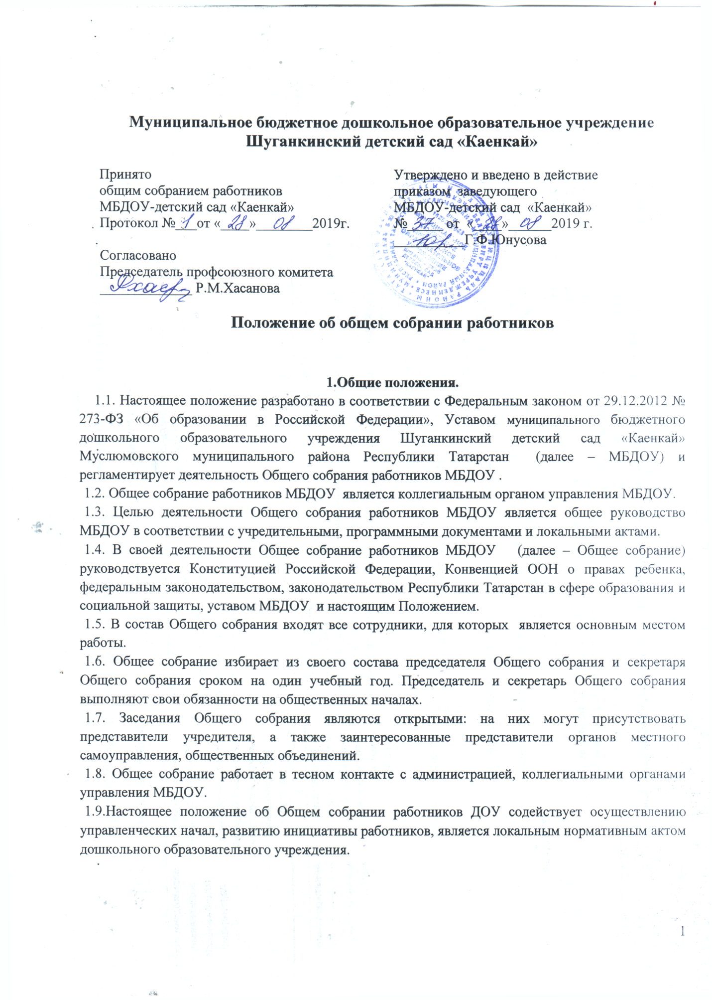 Муниципальное бюджетное дошкольное образовательное учреждение
Шуганкинский детский сад «Каенкай»
Принято
общим собранием работников
МБДОУ-детский сад «Каенкай»
Протокол № 1 от « 28 » 08 2019г.
Согласовано
Председатель профсоюзного комитета
Р.М.Хасанова
Утверждено и введено в действие
приказом заведующего
МБДОУ-детский сад «Каенкай»
№ 37 от « 28 » 08 2019 г.
Г.Ф.Юнусова
Положение об общем собрании работников
1.Общие положения.
1.1. Настоящее положение разработано в соответствии с Федеральным законом от 29.12.2012 №
273-ФЗ «Об образовании в Российской Федерации», Уставом муниципального бюджетного
дошкольного образовательного учреждения Шуганкинский детский сад «Каенкай»
Муслюмовского муниципального района Республики Татарстан (далее – МБДОУ) и
регламентирует деятельность Общего собрания работников МБДОУ .
1.2. Общее собрание работников МБДОУ является коллегиальным органом управления МБДОУ.
1.3. Целью деятельности Общего собрания работников МБДОУ является общее руководство
МБДОУ в соответствии с учредительными, программными документами и локальными актами.
1.4. В своей деятельности Общее собрание работников МБДОУ (далее – Общее собрание)
руководствуется Конституцией Российской Федерации, Конвенцией ООН о правах ребенка,
федеральным законодательством, законодательством Республики Татарстан в сфере образования и
социальной защиты, уставом МБДОУ и настоящим Положением.
1.5. В состав Общего собрания входят все сотрудники, для которых является основным местом
работы.
1.6. Общее собрание избирает из своего состава председателя Общего собрания и секретаря
Общего собрания сроком на один учебный год. Председатель и секретарь Общего собрания
выполняют свои обязанности на общественных началах.
1.7. Заседания Общего собрания являются открытыми: на них могут присутствовать
представители учредителя, а также заинтересованные представители органов местного
самоуправления, общественных объединений.
1.8. Общее собрание работает в тесном контакте с администрацией, коллегиальными органами
управления МБДОУ.
1.9.Настоящее положение об Общем собрании работников ДОУ содействует осуществлению
управленческих начал, развитию инициативы работников, является локальным нормативным актом
дошкольного образовательного учреждения.
1